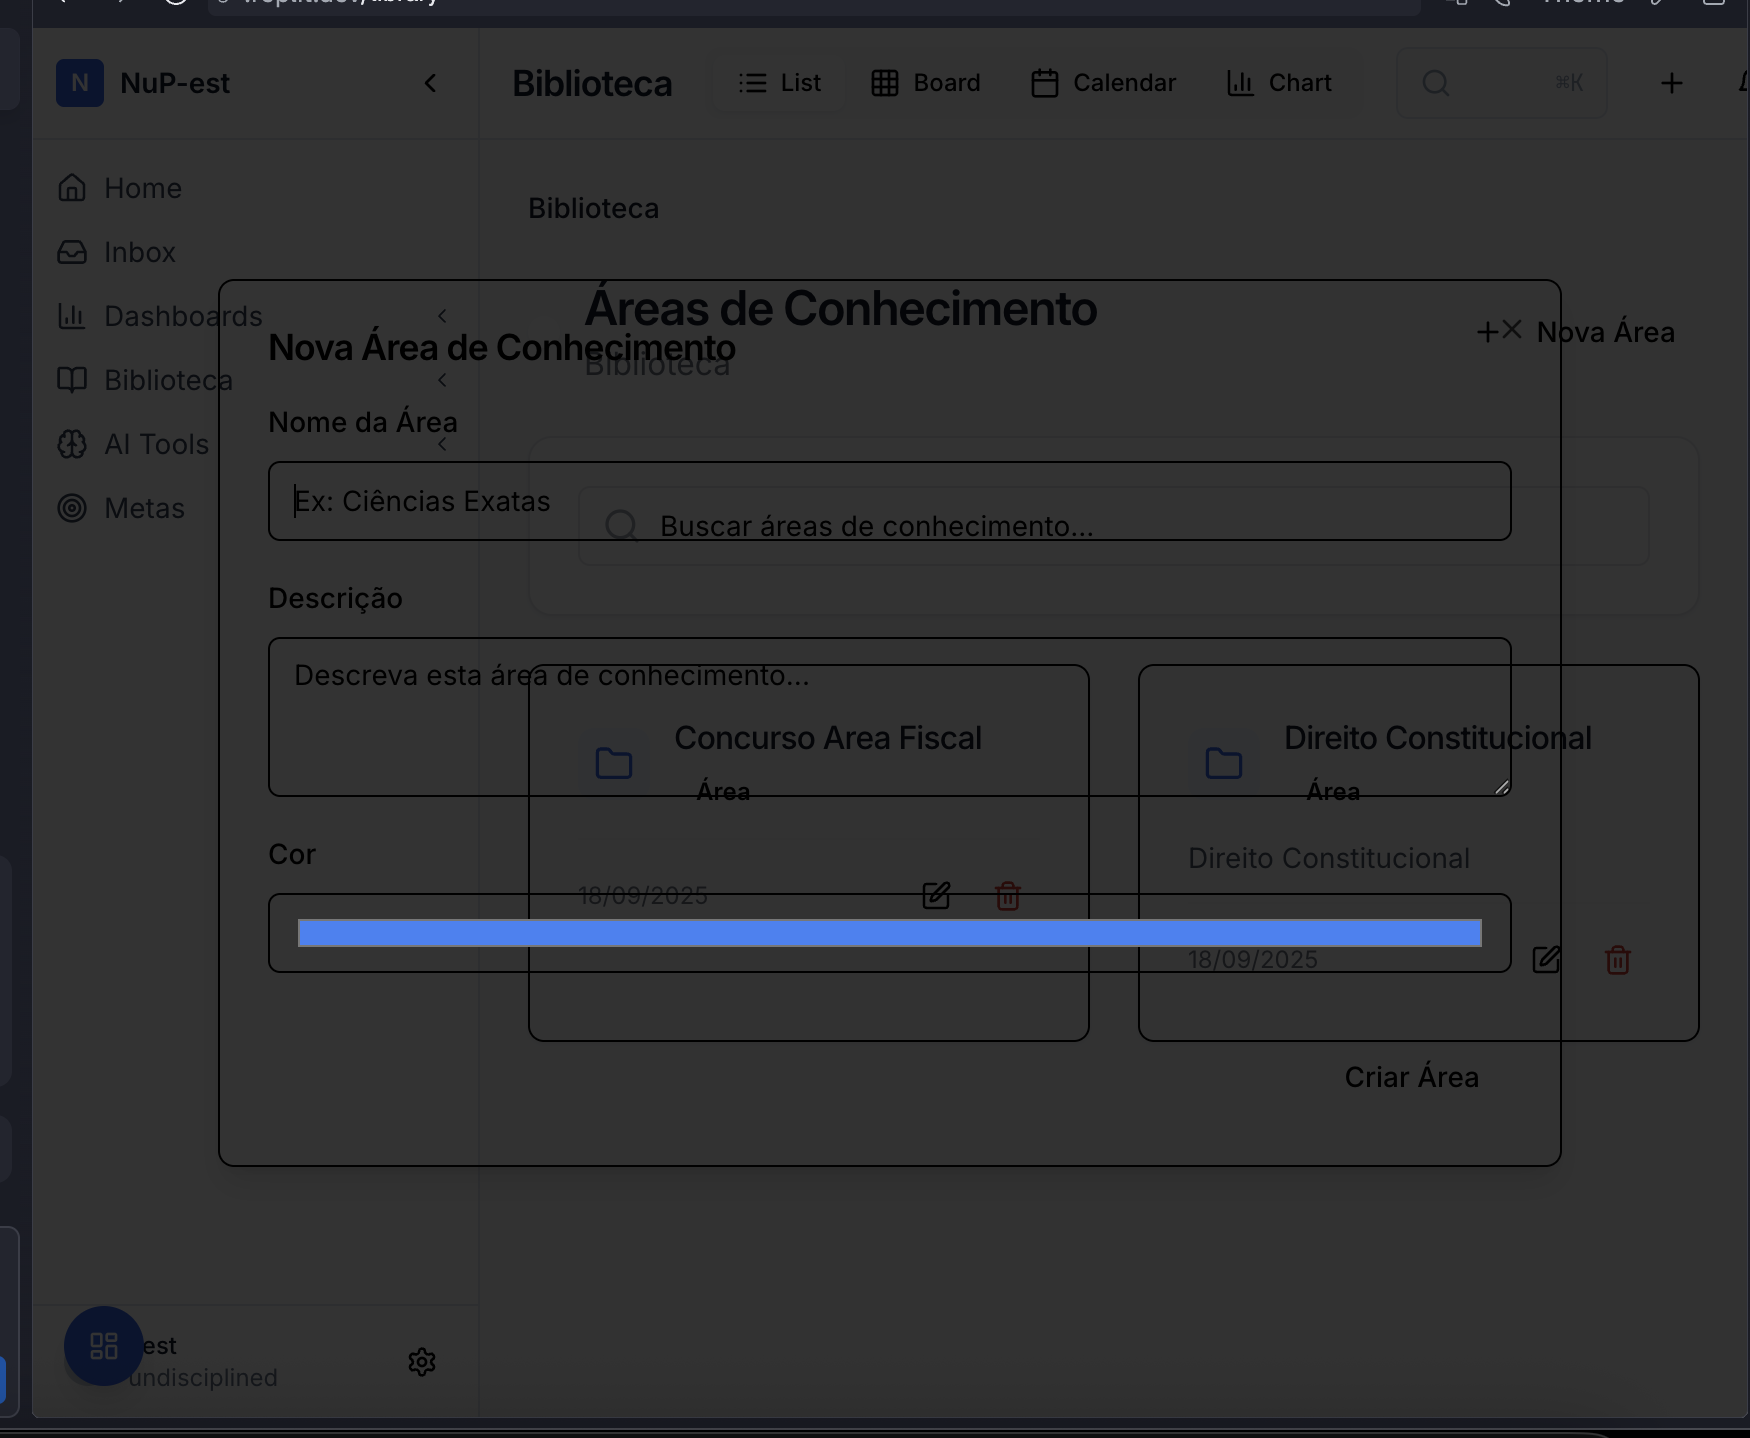 N NuP-est
Biblioteca
List
Board
Calendar
Chart
⌘K
Home
Inbox
Dashboards
Biblioteca
AI Tools
Metas
Biblioteca
Áreas de Conhecimento
Biblioteca
Nova Área
Nova Área de Conhecimento
Nome da Área
Ex: Ciências Exatas
Buscar áreas de conhecimento...
Descrição
Descreva esta área de conhecimento...
Concurso Area Fiscal
Área
18/09/2025
Direito Constitucional
Área
Direito Constitucional
18/09/2025
Cor
Criar Área
est
undisciplined